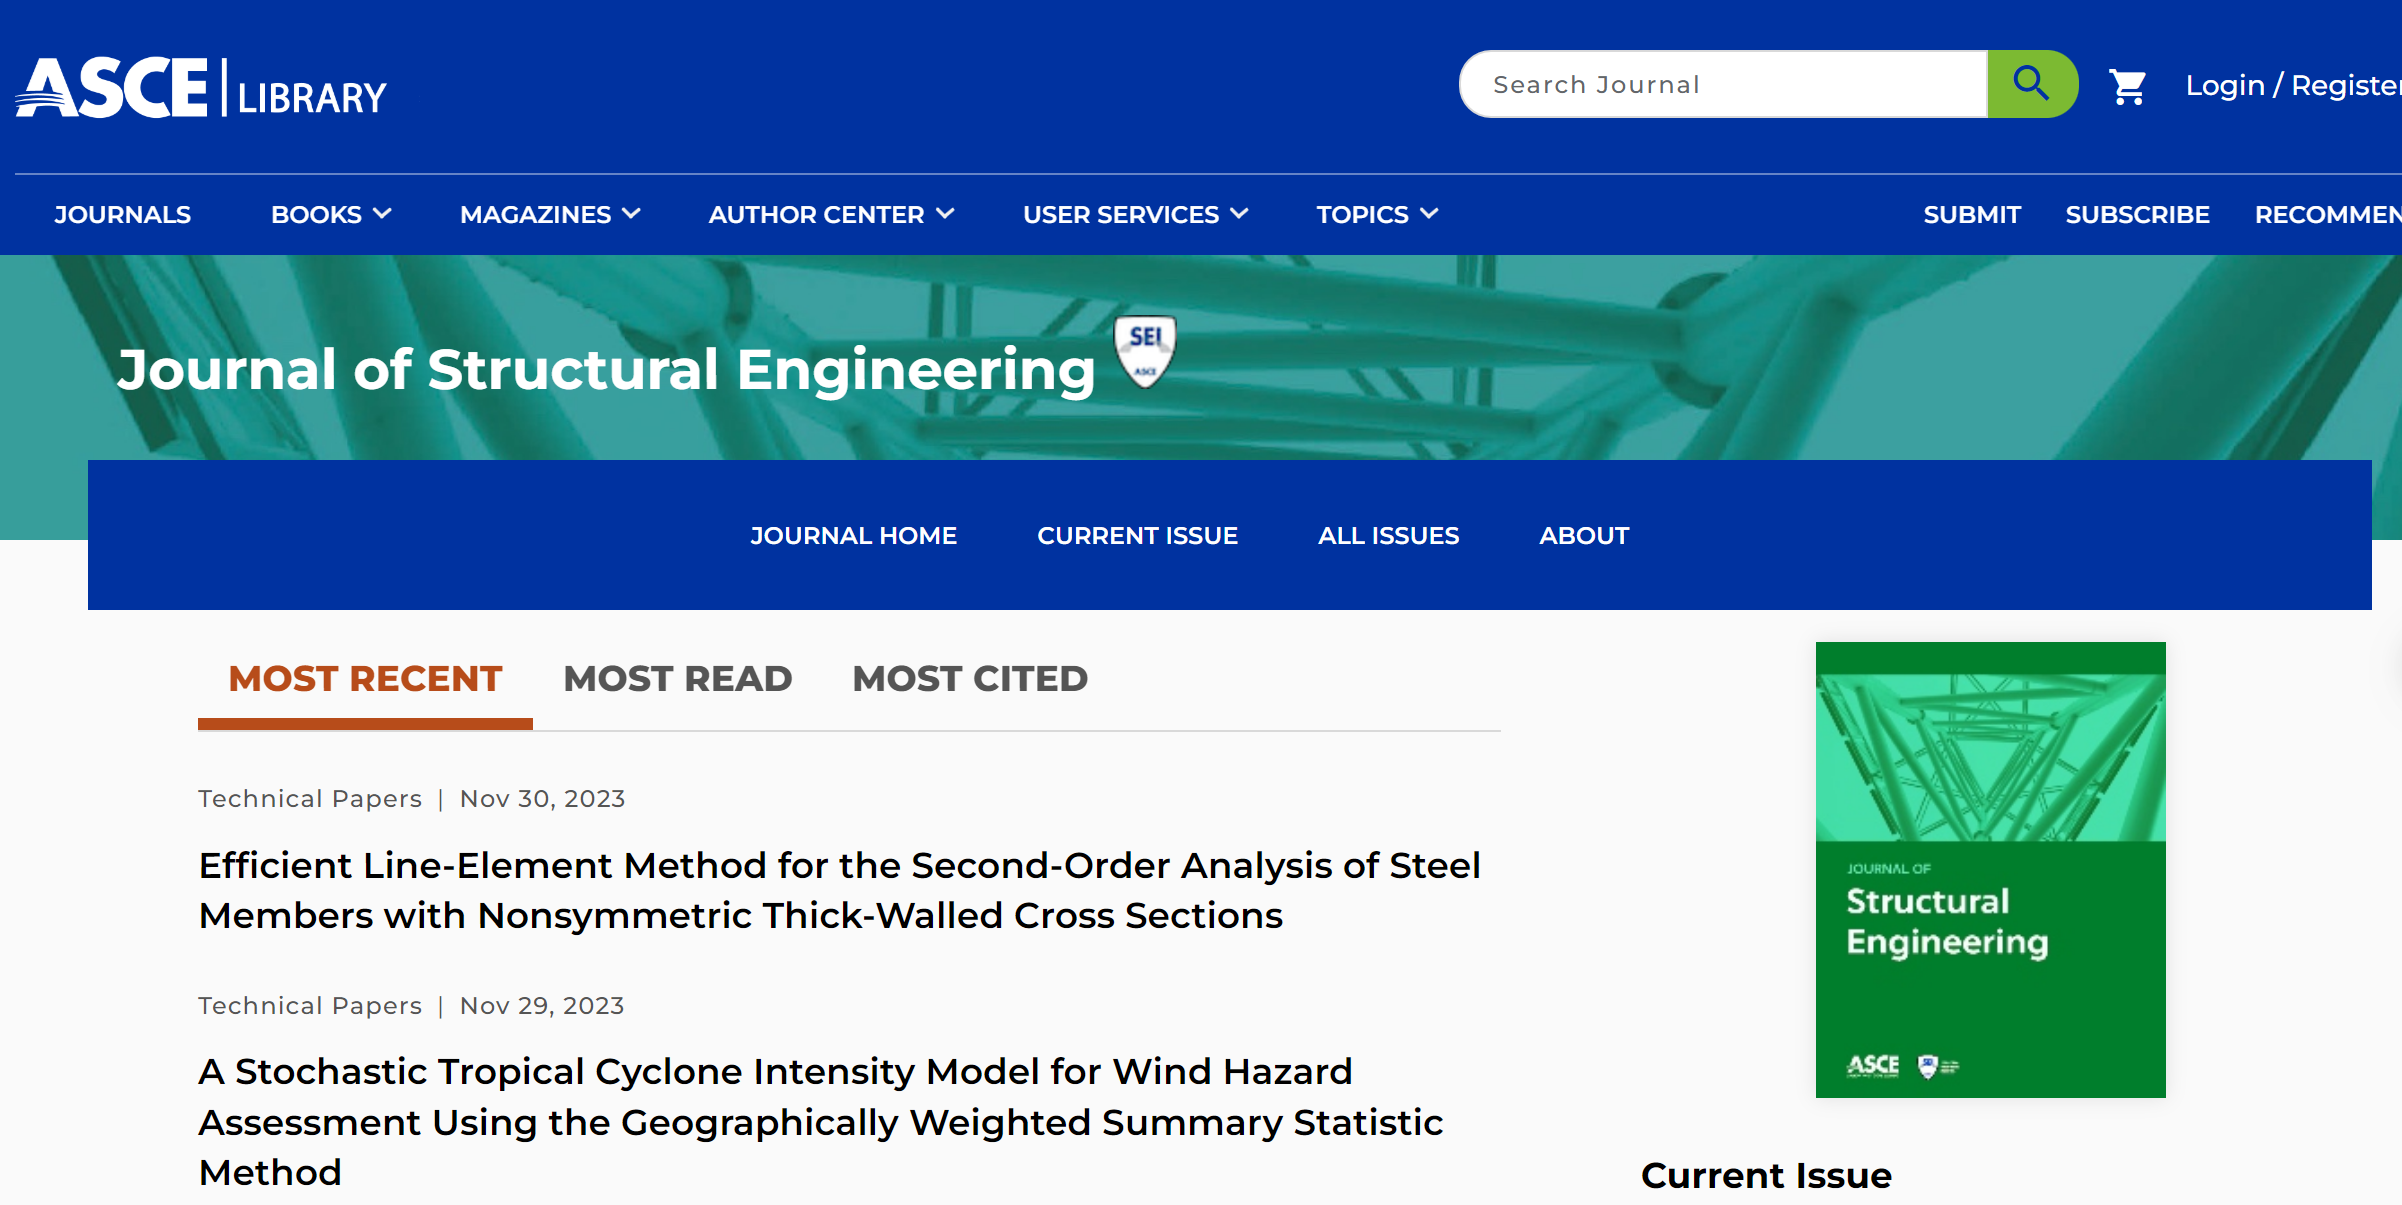 ASCE LIBRARY
Search Journal
Login / Register
JOURNALS BOOKS MAGAZINES AUTHOR CENTER USER SERVICES TOPICS SUBMIT SUBSCRIBE RECOMMEN
Journal of Structural Engineering
SEI
ASCE
JOURNAL HOME CURRENT ISSUE ALL ISSUES ABOUT
MOST RECENT MOST READ MOST CITED
Technical Papers | Nov 30, 2023
Efficient Line-Element Method for the Second-Order Analysis of Steel
Members with Nonsymmetric Thick-Walled Cross Sections
Technical Papers | Nov 29, 2023
A Stochastic Tropical Cyclone Intensity Model for Wind Hazard
Assessment Using the Geographically Weighted Summary Statistic
Method
JOURNAL OF
Structural
Engineering
ASCE
Current Issue